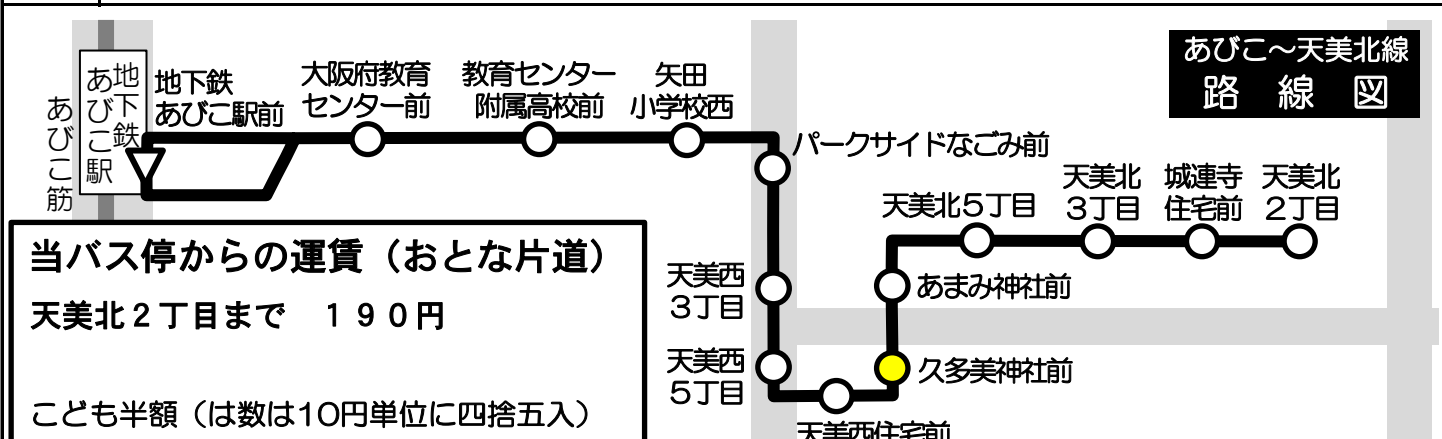 あびこ～天美北線
路線図
あびこ筋
地下鉄
あびこ駅
地下鉄
あびこ駅前
大阪府教育
センター前
教育センター
附属高校前
矢田
小学校西
パークサイドなごみ前
天美西
3丁目
天美西
5丁目
天美西住宅前
久多美神社前
あまみ神社前
天美北5丁目
天美北
3丁目
城連寺
住宅前
天美北
2丁目
当バス停からの運賃（おとな片道）
天美北２丁目まで　１９０円
こども半額（は数は10円単位に四捨五入）